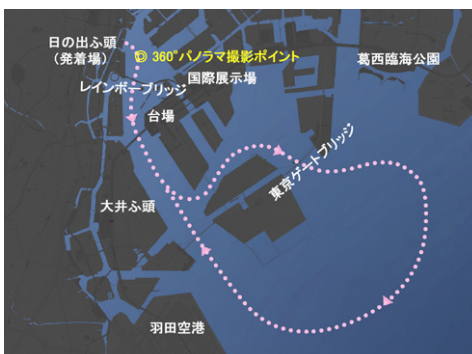 日の出ふ頭
(発着場)
360°パノラマ撮影ポイント
葛西臨海公園
国際展示場
レインボーブリッジ
台場
東京ゲートブリッジ
大井ふ頭
羽田空港